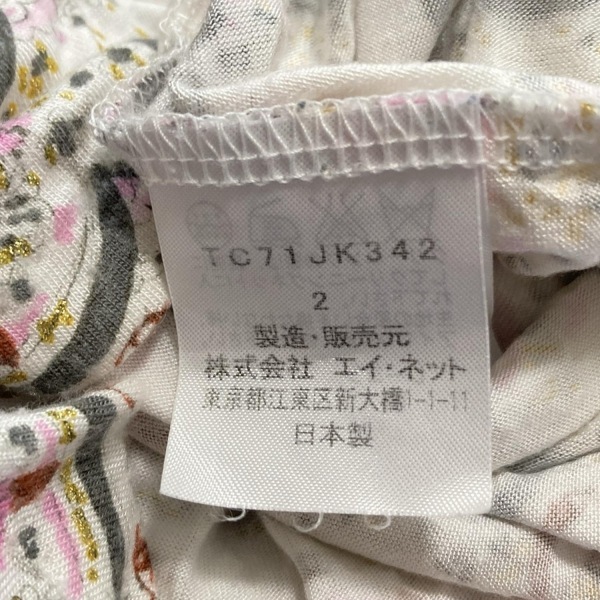 TC71JK342
2
製造・販売元
株式会社 エイ・ネット
東京都江東区新大橋1-1-11
日本製